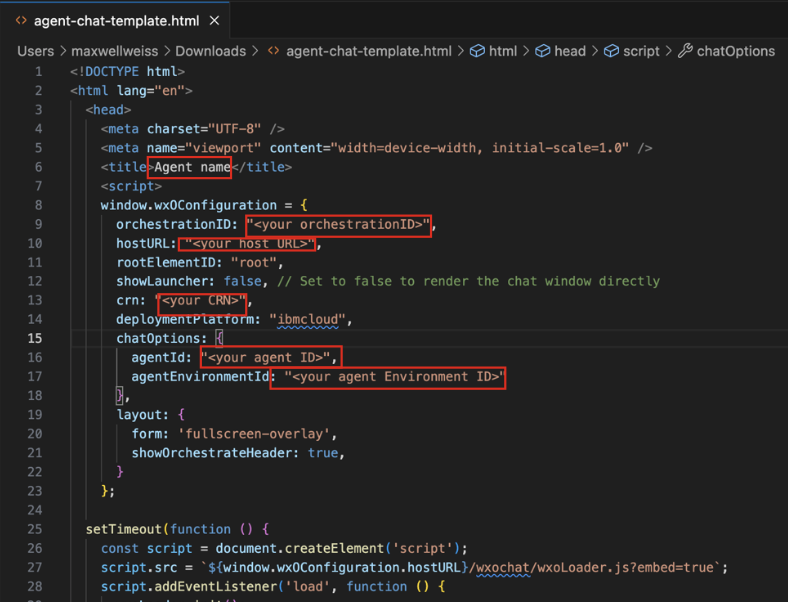 agent-chat-template.html
Users > maxwellweiss > Downloads > agent-chat-template.html > html > head > script > chatOptions
1 <!DOCTYPE html>
2 <html lang="en">
3 <head>
4 <meta charset="UTF-8" />
5 <meta name="viewport" content="width=device-width, initial-scale=1.0" />
6 <title>Agent name</title>
7 <script>
8 window.wxOConfiguration = {
9 orchestrationID: "<your orchestrationID>",
10 hostURL: "<your host URL>",
11 rootElementID: "root",
12 showLauncher: false, // Set to false to render the chat window directly
13 crn: "<your CRN>",
14 deploymentPlatform: "ibmcloud",
15 chatOptions: {
16 agentId: "<your agent ID>",
17 agentEnvironmentId: "<your agent Environment ID>"
18 },
19 layout: {
20 form: 'fullscreen-overlay',
21 showOrchestrateHeader: true,
22 }
23 };
24
25 setTimeout(function () {
26 const script = document.createElement('script');
27 script.src = `${window.wxOConfiguration.hostURL}/wxochat/wxoLoader.js?embed=true`;
28 script.addEventListener('load', function () {